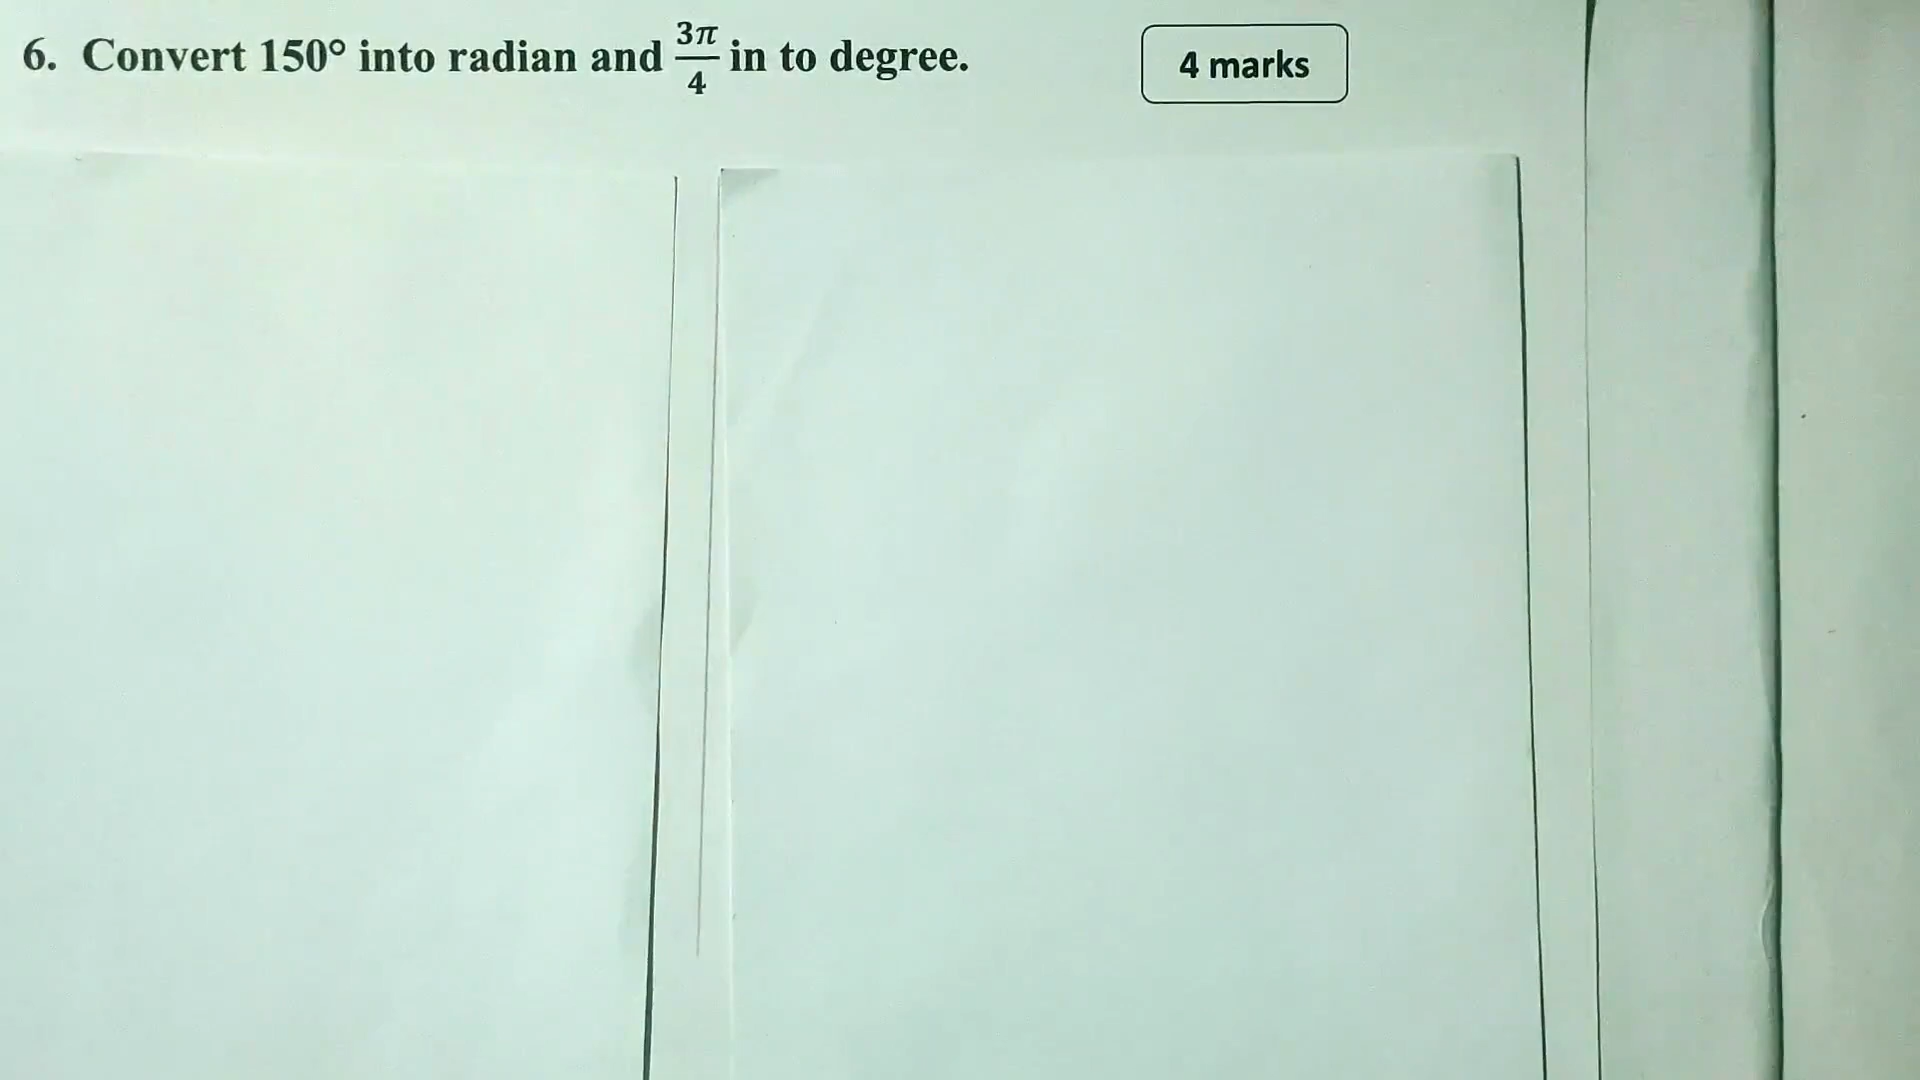 6. Convert 150° into radian and 3π/4 in to degree.
4 marks